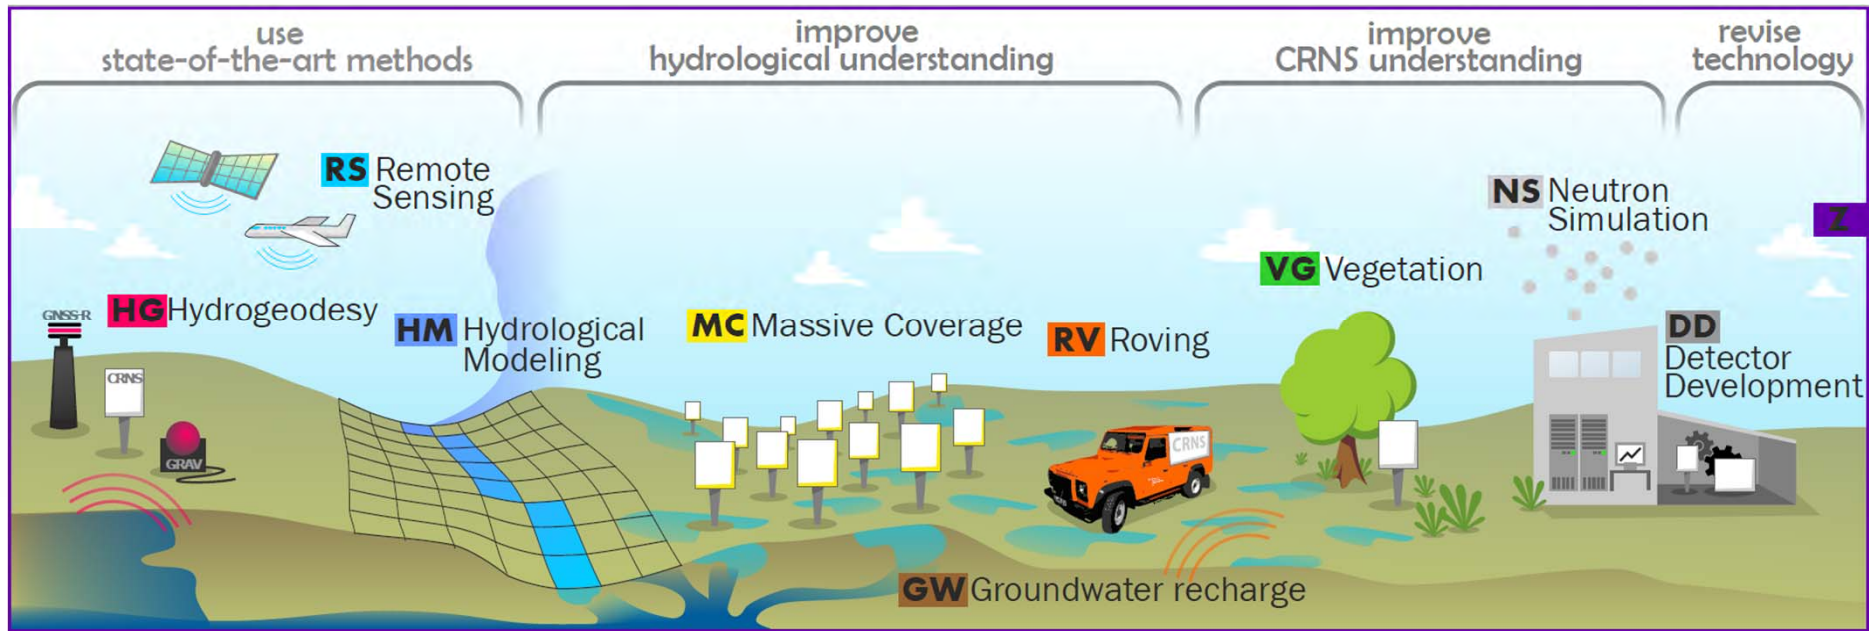 use
state-of-the-art methods
improve
hydrological understanding
improve
CRNS understanding
revise
technology
RS Remote
Sensing
NS Neutron
Simulation
Z
VG Vegetation
HG Hydrogeodesy
GNSS-R
HM Hydrological
Modeling
MC Massive Coverage
RV Roving
DD
Detector
Development
CRNS
GRAV
CRNS
GW Groundwater recharge